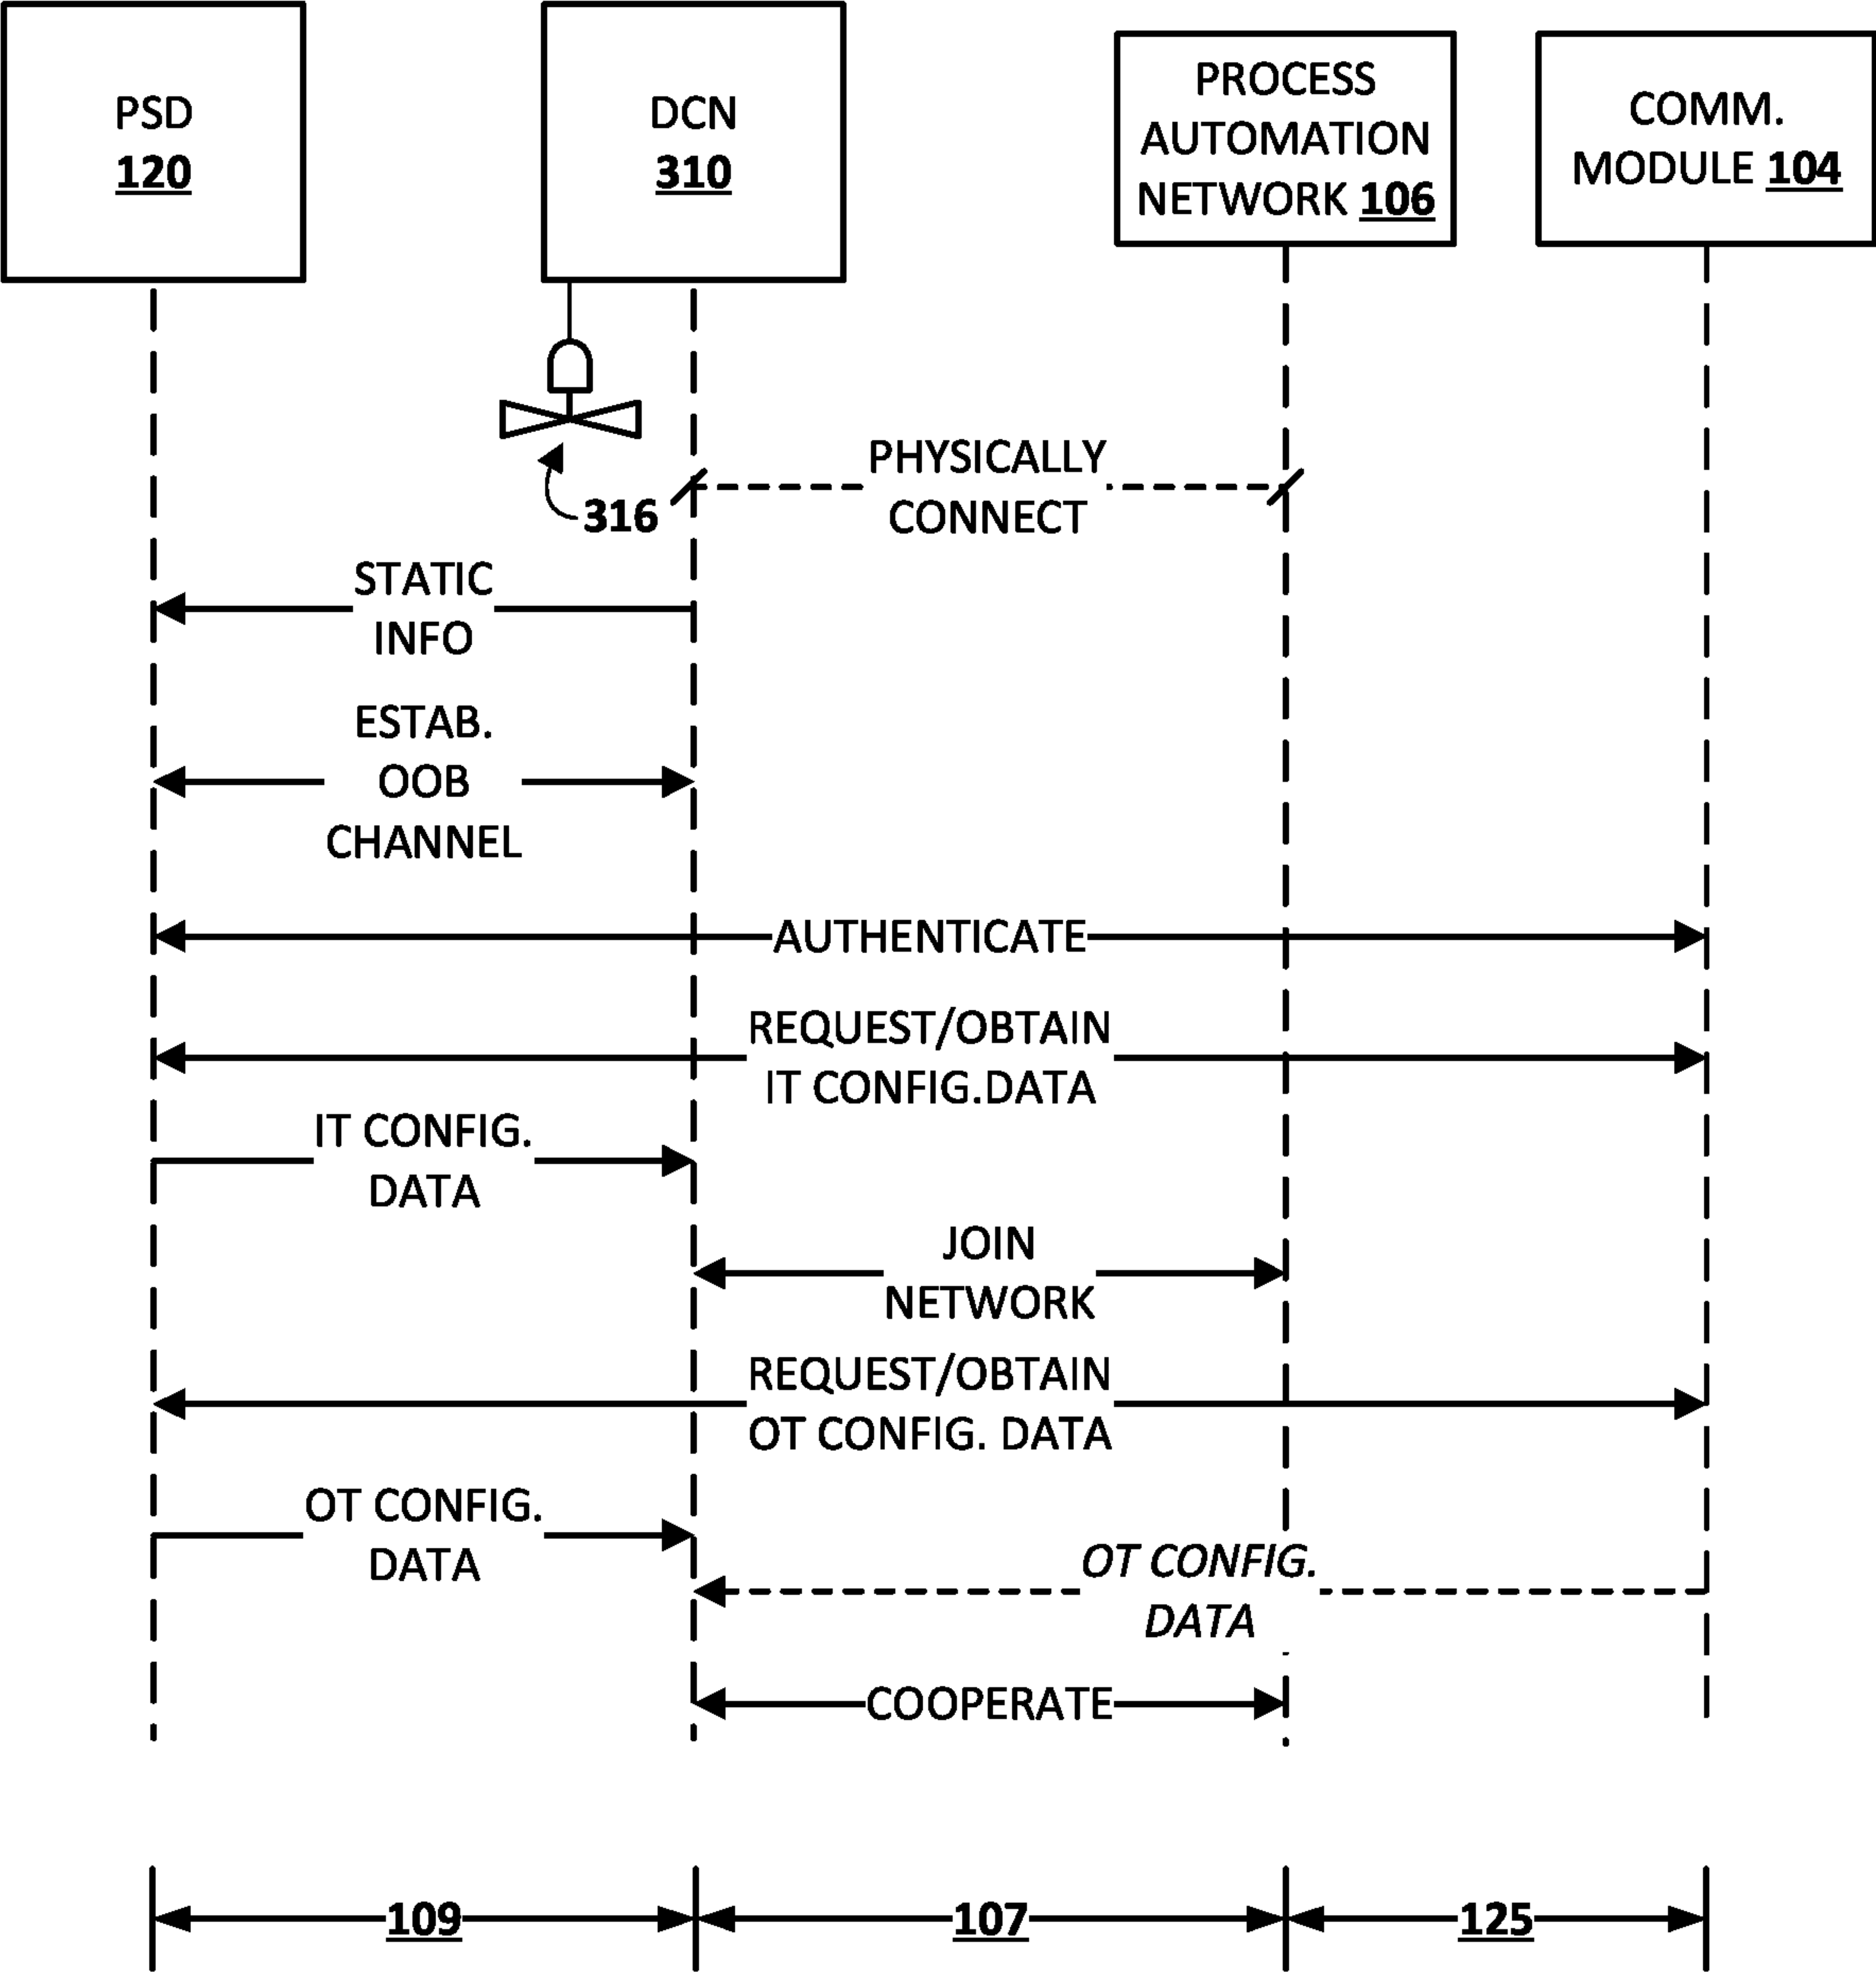 PSD
120
DCN
310
PROCESS
AUTOMATION
NETWORK 106
COMM.
MODULE 104
PHYSICALLY
CONNECT
316
STATIC
INFO
ESTAB.
OOB
CHANNEL
AUTHENTICATE
REQUEST/OBTAIN
IT CONFIG.DATA
IT CONFIG.
DATA
JOIN
NETWORK
REQUEST/OBTAIN
OT CONFIG. DATA
OT CONFIG.
DATA
OT CONFIG.
DATA
COOPERATE
109
107
125